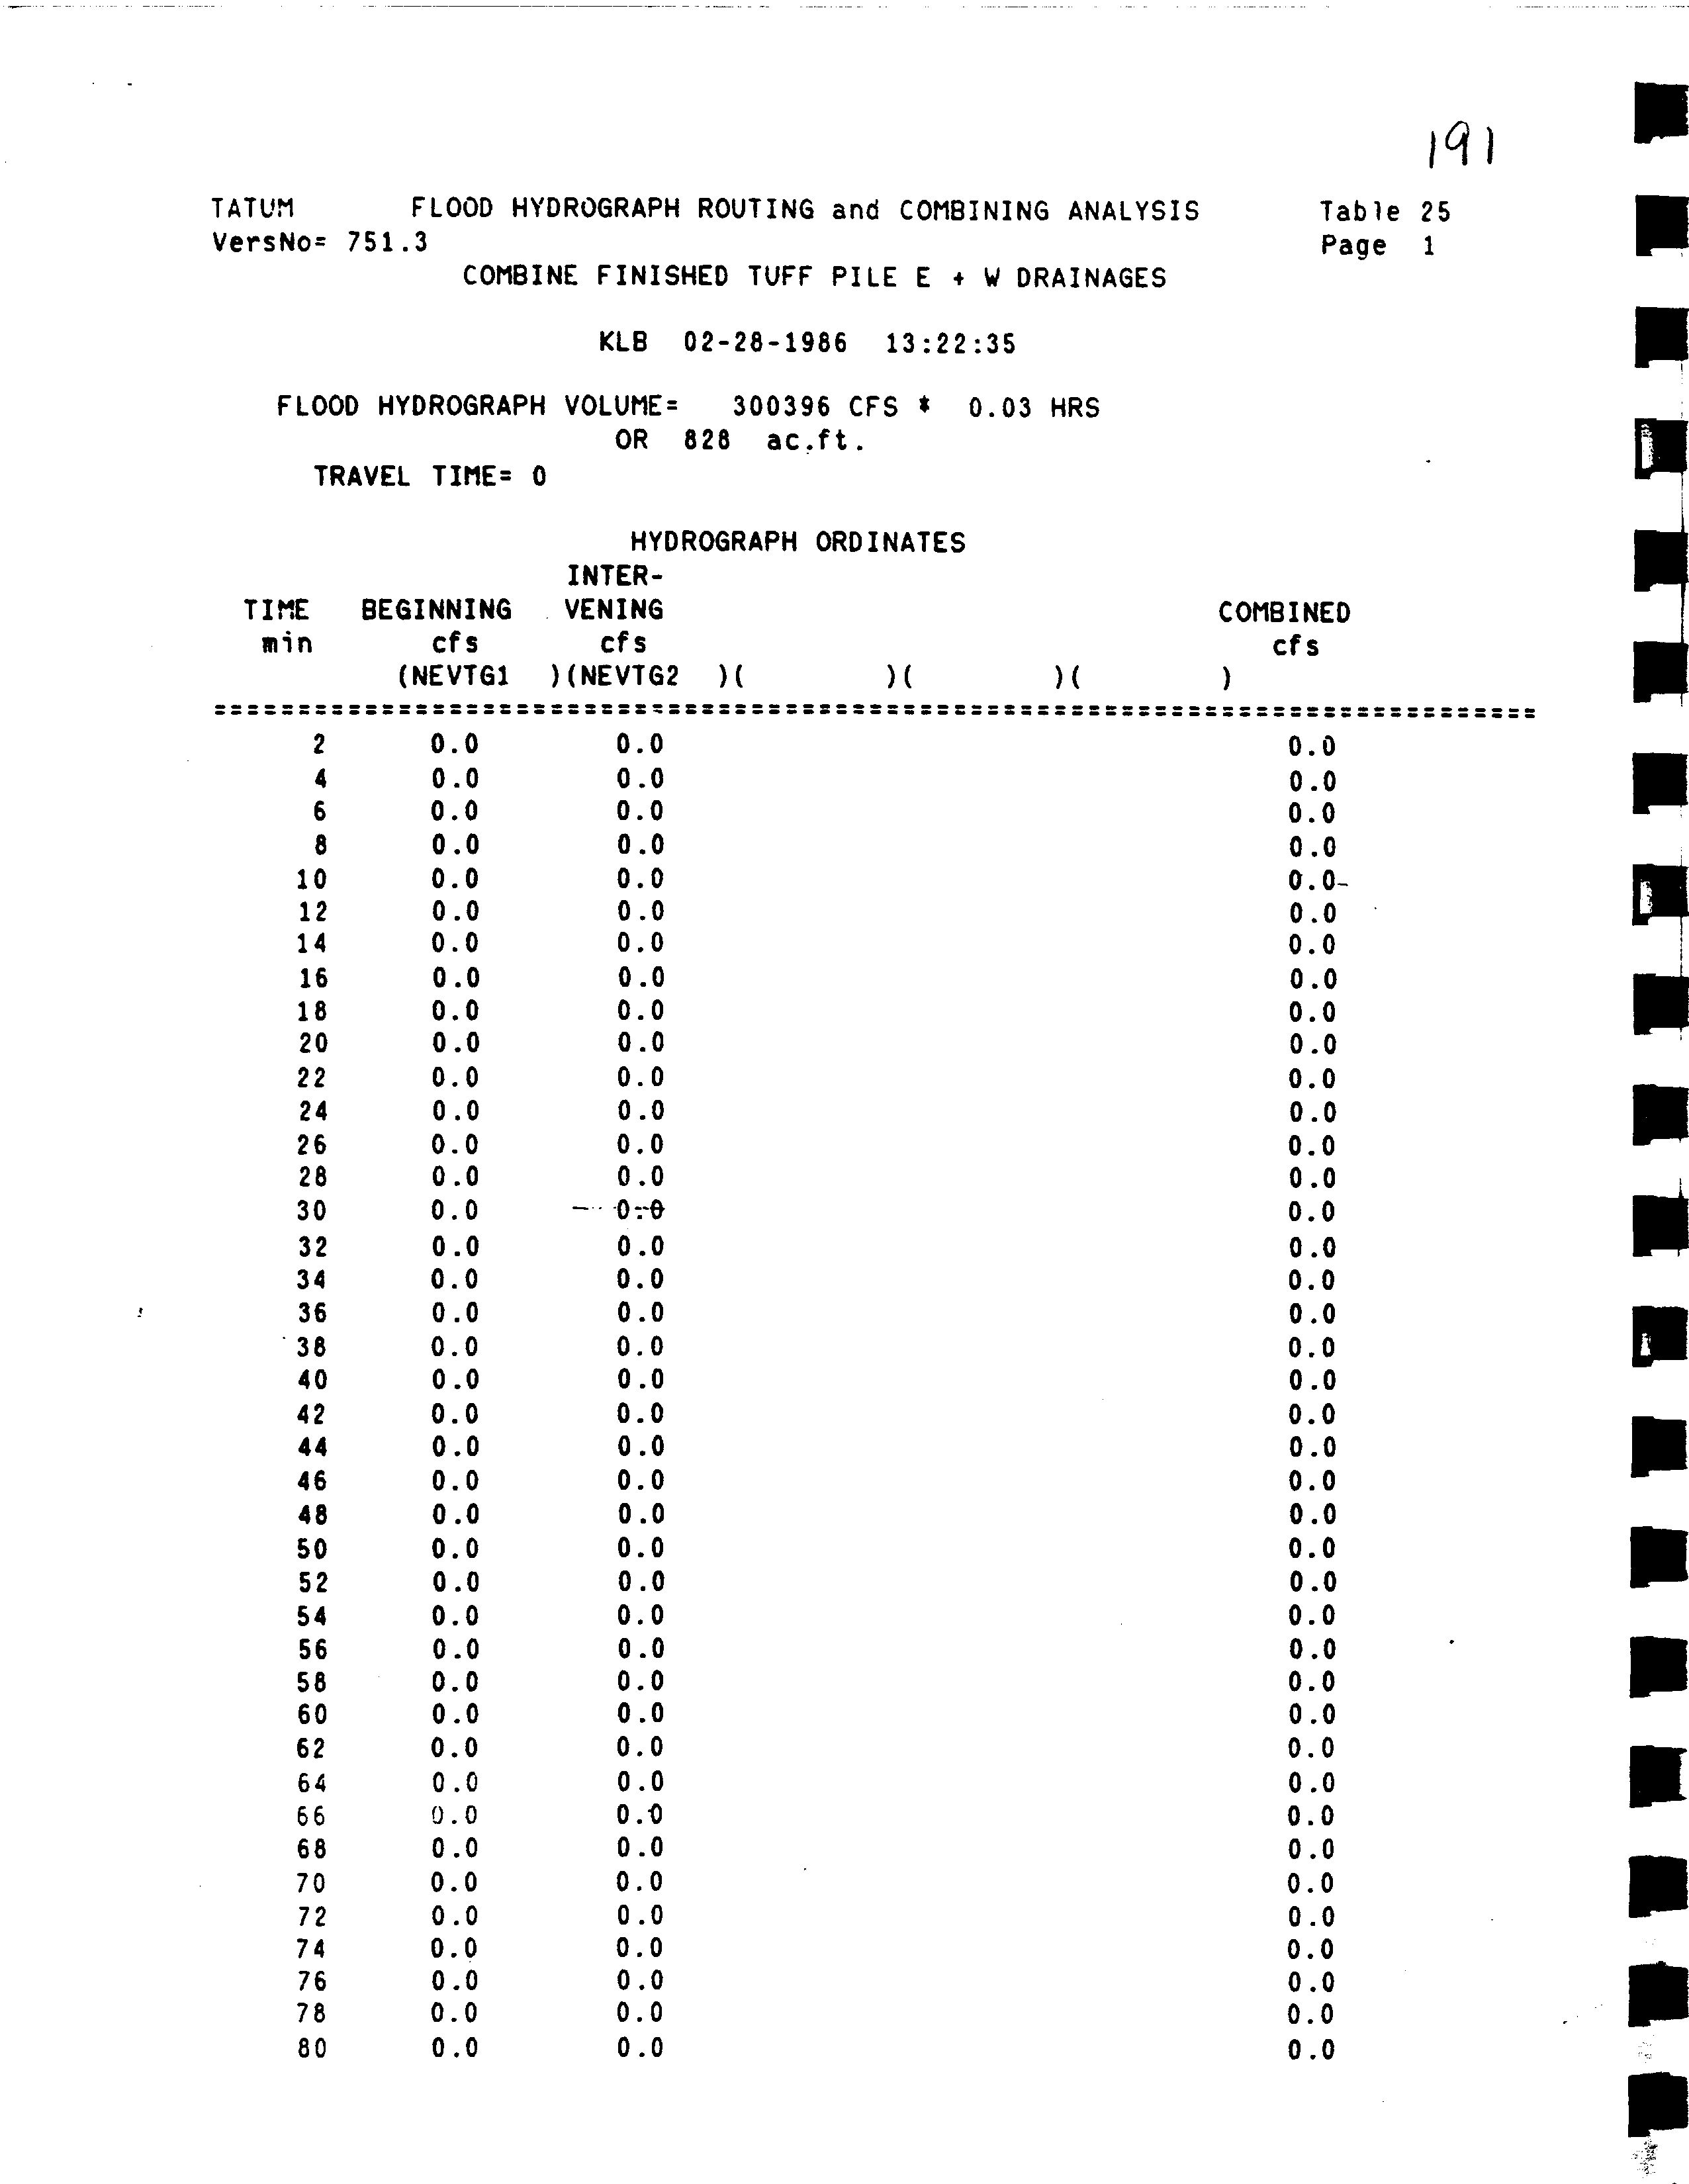 191
TATUM FLOOD HYDROGRAPH ROUTING and COMBINING ANALYSIS Table 25
VersNo= 751.3 Page 1
COMBINE FINISHED TUFF PILE E + W DRAINAGES
KLB 02-28-1986 13:22:35
FLOOD HYDROGRAPH VOLUME= 300396 CFS * 0.03 HRS
OR 828 ac.ft.
TRAVEL TIME= 0
HYDROGRAPH ORDINATES
INTER-
TIME BEGINNING VENING COMBINED
min cfs cfs cfs
(NEVTG1 )(NEVTG2 )( )( )( )
===============================================================================
2 0.0 0.0 0.0
4 0.0 0.0 0.0
6 0.0 0.0 0.0
8 0.0 0.0 0.0
10 0.0 0.0 0.0
12 0.0 0.0 0.0
14 0.0 0.0 0.0
16 0.0 0.0 0.0
18 0.0 0.0 0.0
20 0.0 0.0 0.0
22 0.0 0.0 0.0
24 0.0 0.0 0.0
26 0.0 0.0 0.0
28 0.0 0.0 0.0
30 0.0 0.0 0.0
32 0.0 0.0 0.0
34 0.0 0.0 0.0
36 0.0 0.0 0.0
38 0.0 0.0 0.0
40 0.0 0.0 0.0
42 0.0 0.0 0.0
44 0.0 0.0 0.0
46 0.0 0.0 0.0
48 0.0 0.0 0.0
50 0.0 0.0 0.0
52 0.0 0.0 0.0
54 0.0 0.0 0.0
56 0.0 0.0 0.0
58 0.0 0.0 0.0
60 0.0 0.0 0.0
62 0.0 0.0 0.0
64 0.0 0.0 0.0
66 0.0 0.0 0.0
68 0.0 0.0 0.0
70 0.0 0.0 0.0
72 0.0 0.0 0.0
74 0.0 0.0 0.0
76 0.0 0.0 0.0
78 0.0 0.0 0.0
80 0.0 0.0 0.0